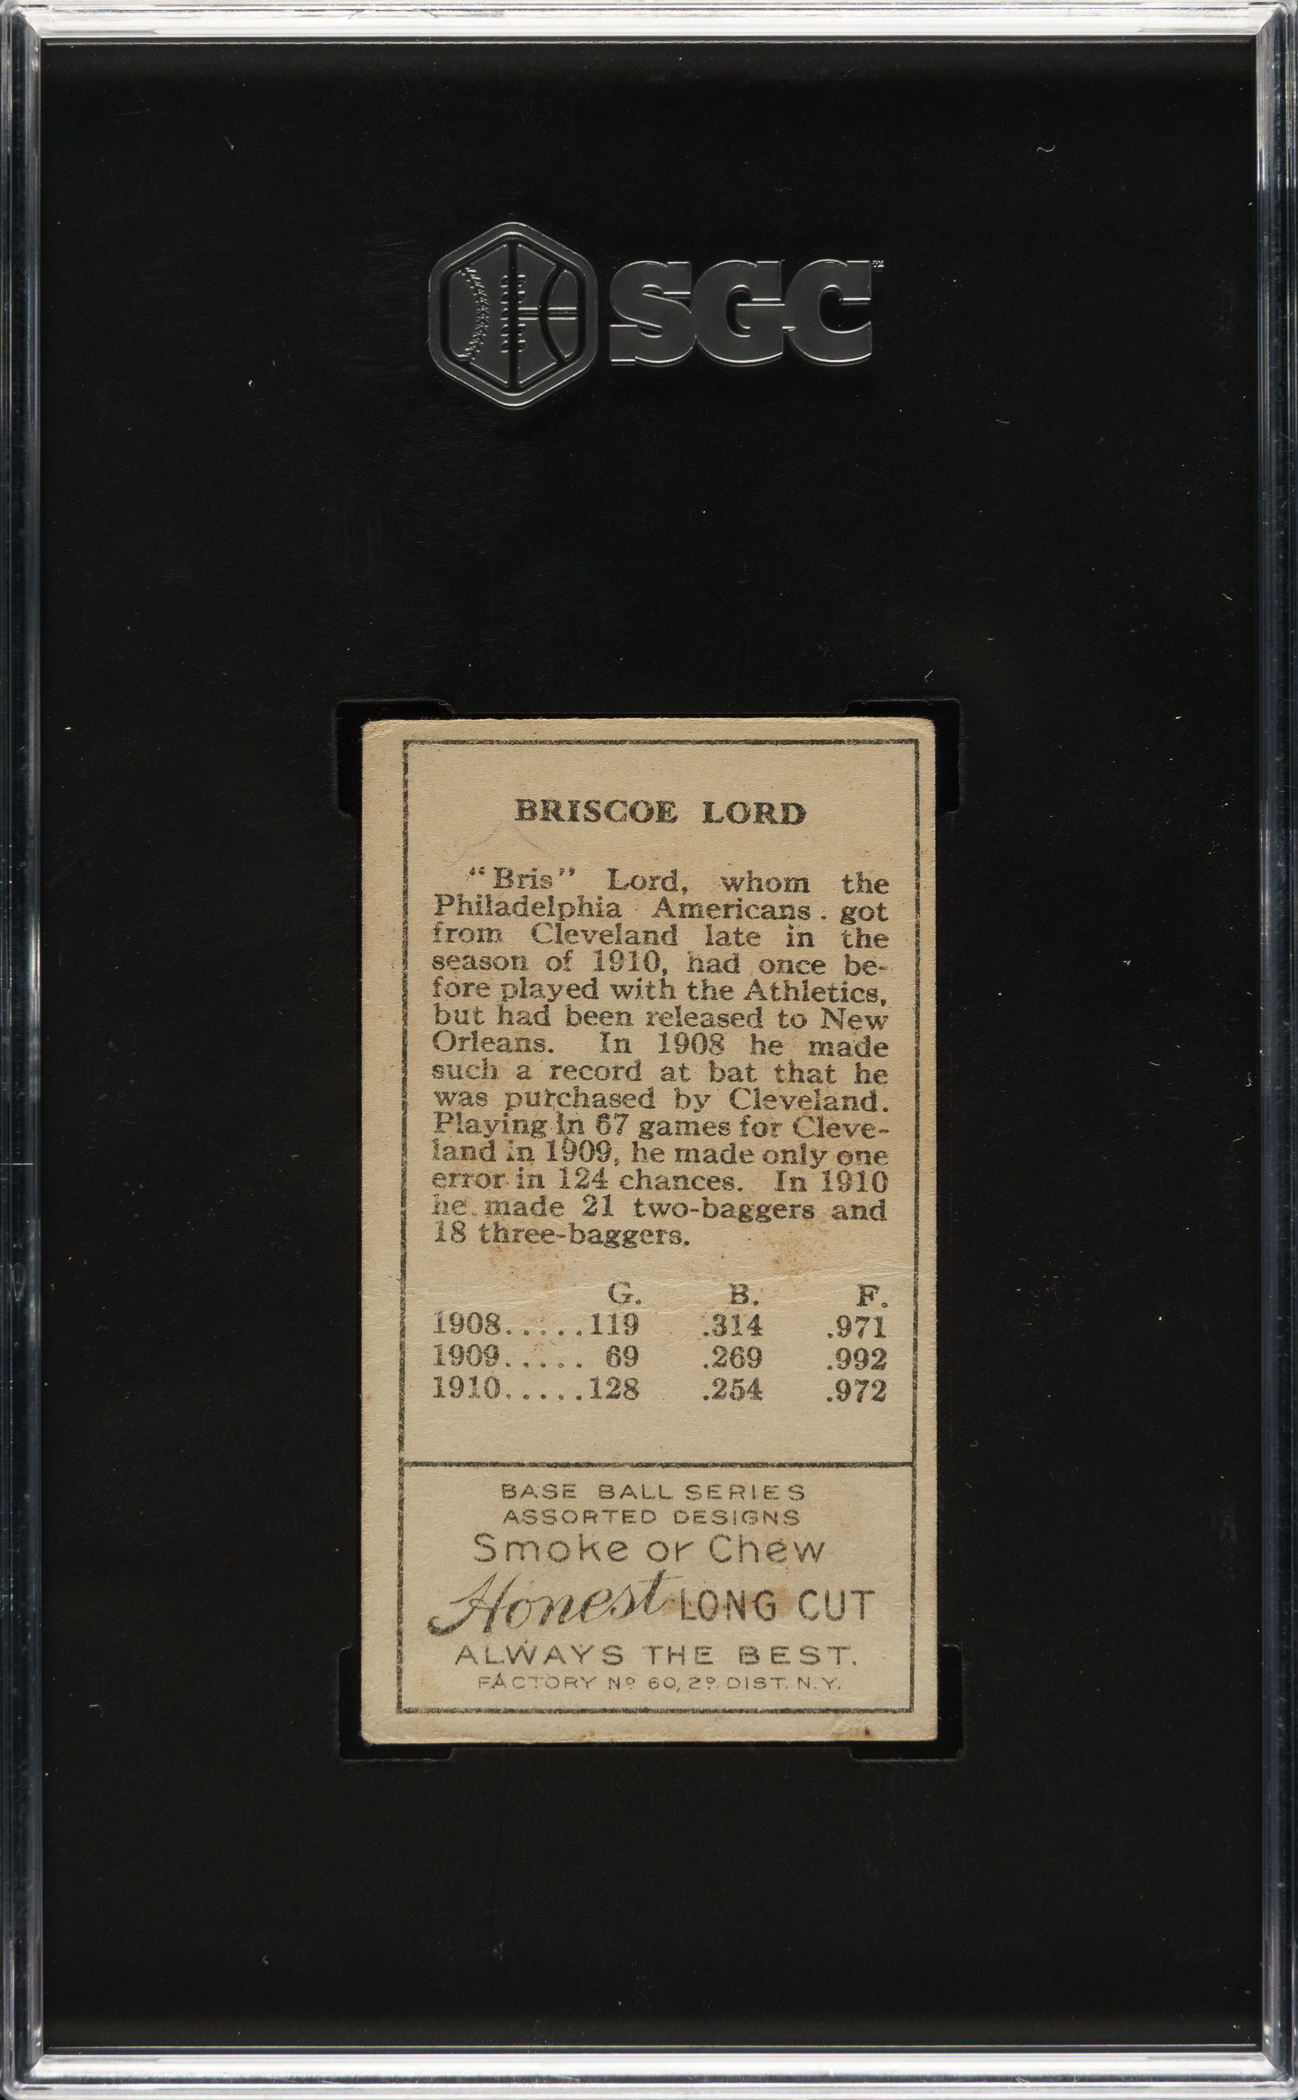 SGC™
BRISCOE LORD
"Bris" Lord, whom the
Philadelphia Americans. got
from Cleveland late in the
season of 1910, had once be-
fore played with the Athletics,
but had been released to New
Orleans. In 1908 he made
such a record at bat that he
was purchased by Cleveland.
Playing in 67 games for Cleve-
land in 1909, he made only one
error in 124 chances. In 1910
he made 21 two-baggers and
18 three-baggers.
G. B. F.
1908.....119 .314 .971
1909..... 69 .269 .992
1910.....128 .254 .972
BASE BALL SERIES
ASSORTED DESIGNS
Smoke or Chew
Honest LONG CUT
ALWAYS THE BEST.
FACTORY Nº 60, 2º DIST. N.Y.